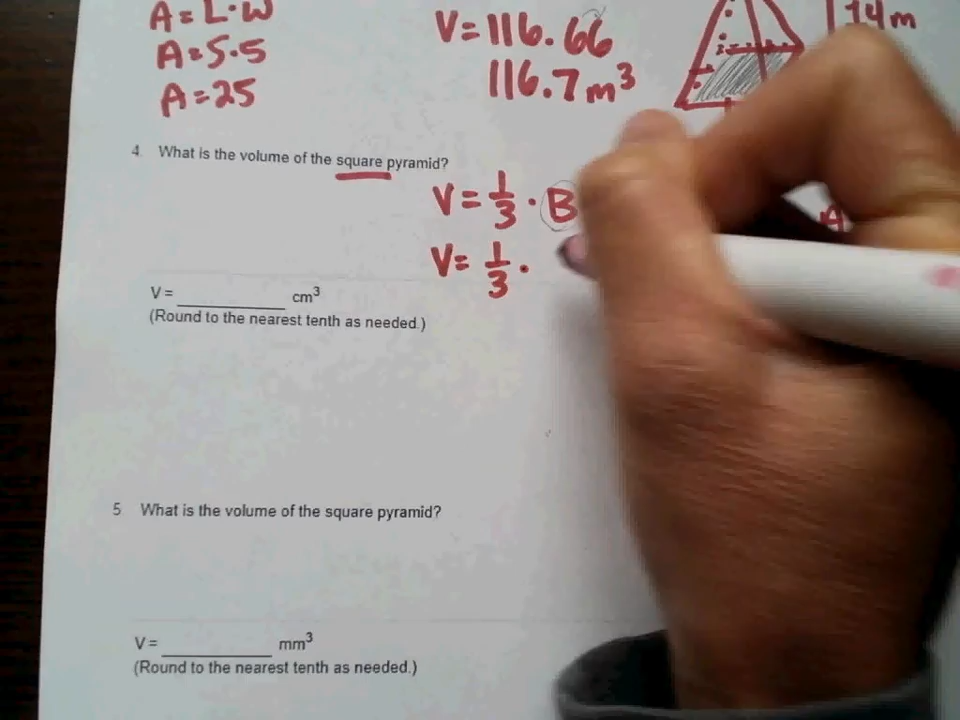 A = L · W
A = 5 · 5
A = 25
V = 116.66
116.7 m³
14 m
4. What is the volume of the square pyramid?
V = 1/3 · B
V = 1/3 ·
A
V = ________ cm³
(Round to the nearest tenth as needed.)
5 What is the volume of the square pyramid?
V = ________ mm³
(Round to the nearest tenth as needed.)